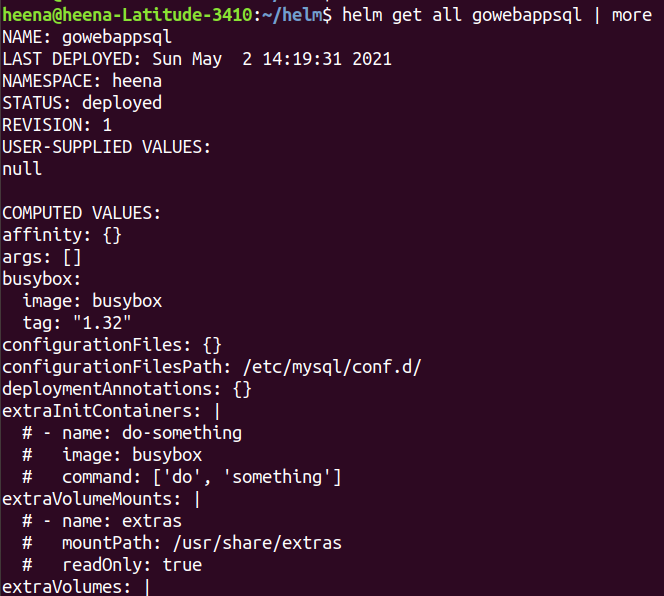 heena@heena-Latitude-3410:~/helm$ helm get all gowebappsql | more
NAME: gowebappsql
LAST DEPLOYED: Sun May  2 14:19:31 2021
NAMESPACE: heena
STATUS: deployed
REVISION: 1
USER-SUPPLIED VALUES:
null

COMPUTED VALUES:
affinity: {}
args: []
busybox:
  image: busybox
  tag: "1.32"
configurationFiles: {}
configurationFilesPath: /etc/mysql/conf.d/
deploymentAnnotations: {}
extraInitContainers: |
  # - name: do-something
  #   image: busybox
  #   command: ['do', 'something']
extraVolumeMounts: |
  # - name: extras
  #   mountPath: /usr/share/extras
  #   readOnly: true
extraVolumes: |